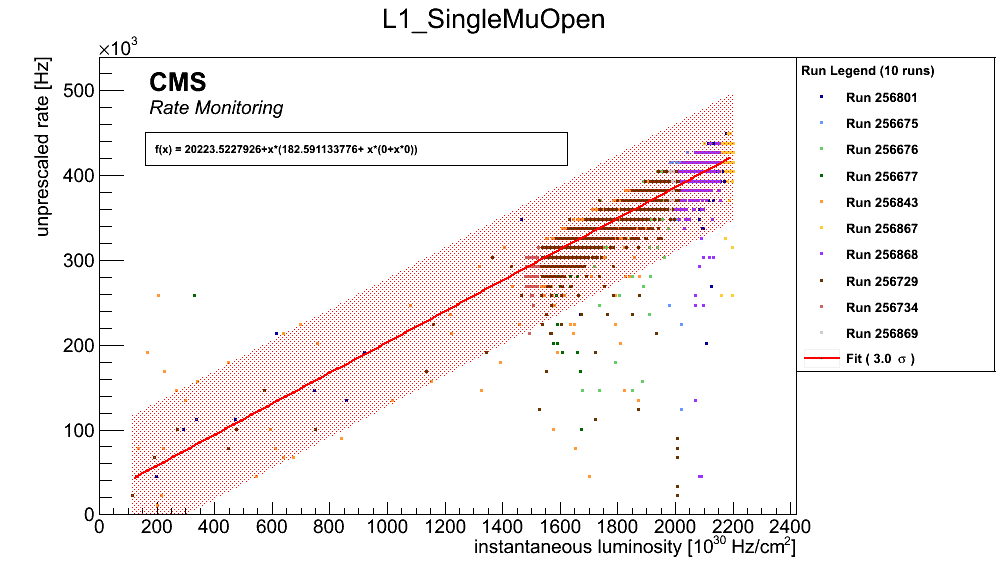 L1_SingleMuOpen
×10³
unprescaled rate [Hz]
500
400
300
200
100
0
CMS
Rate Monitoring
f(x) = 20223.5227926+x*(182.591133776+ x*(0+x*0))
0 200 400 600 800 1000 1200 1400 1600 1800 2000 2200 2400
instantaneous luminosity [10³⁰ Hz/cm²]
Run Legend (10 runs)
Run 256801
Run 256675
Run 256676
Run 256677
Run 256843
Run 256867
Run 256868
Run 256729
Run 256734
Run 256869
Fit ( 3.0 σ )